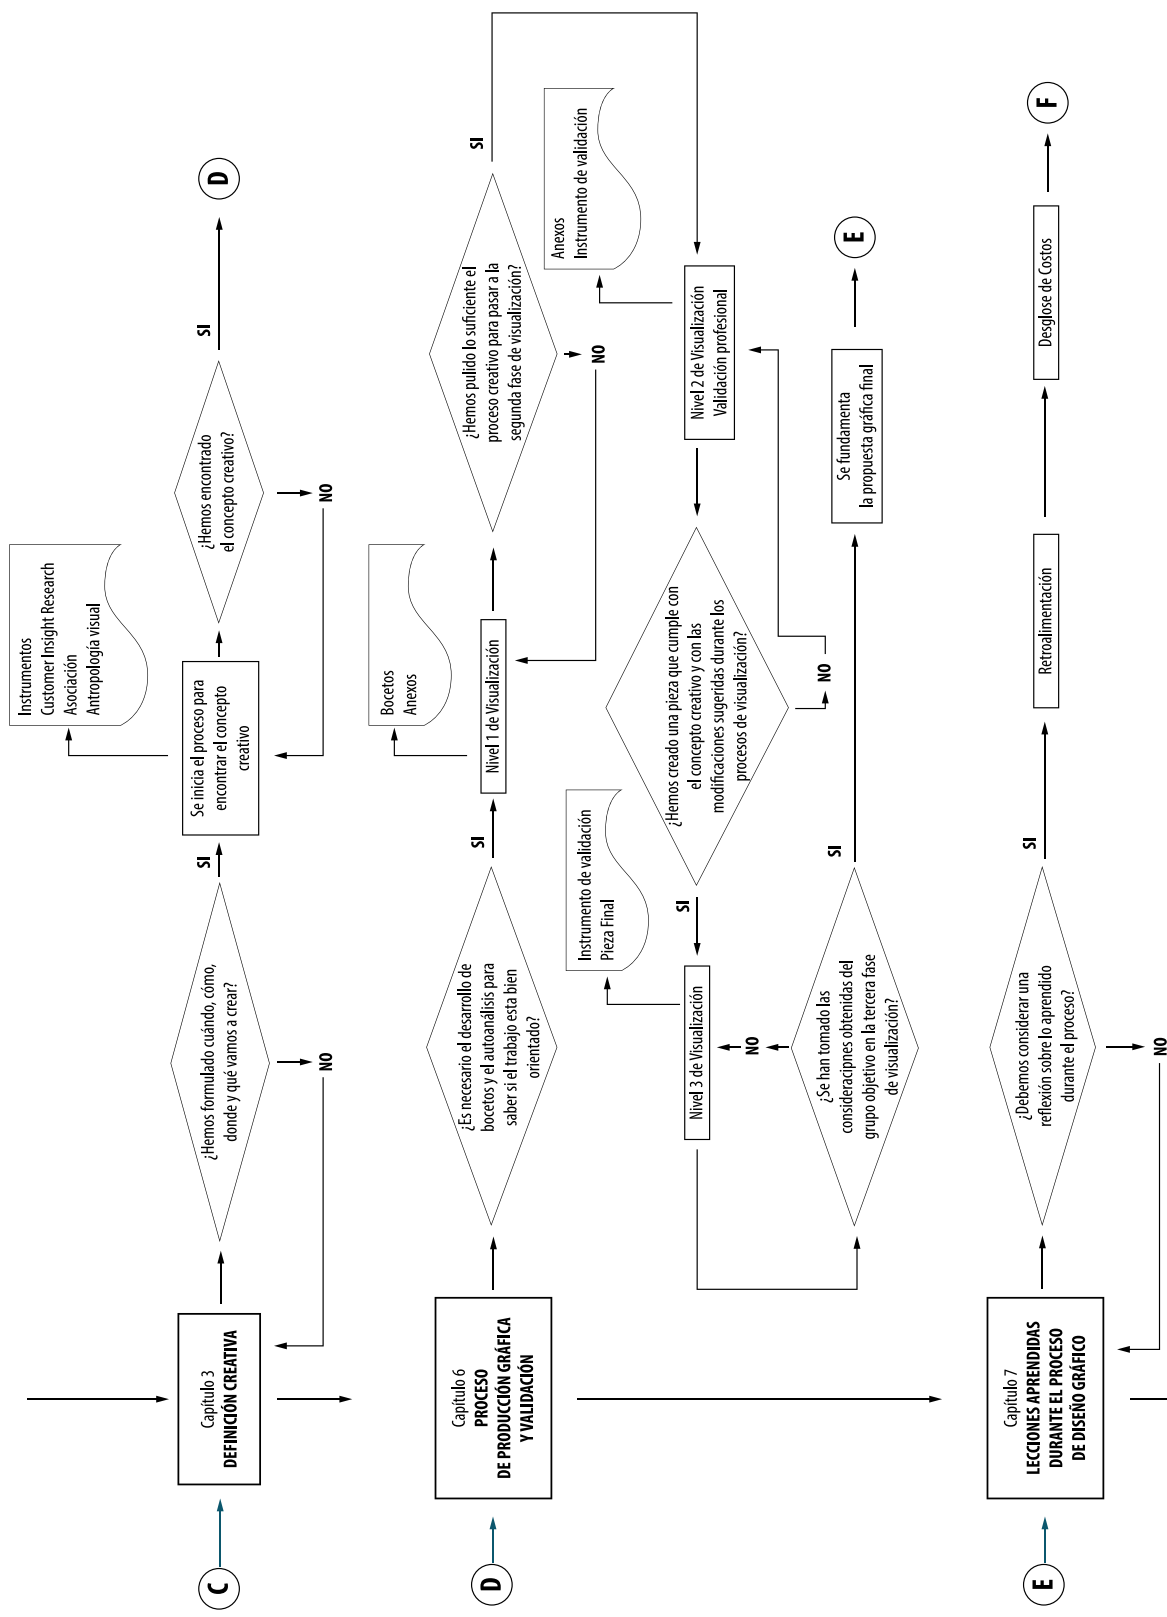 C
Capítulo 3
DEFINICIÓN CREATIVA
¿Hemos formulado cuándo, cómo,
donde y qué vamos a crear?
SI
NO
Se inicia el proceso para
encontrar el concepto
creativo
Instrumentos
Customer Insight Research
Asociación
Antropología visual
¿Hemos encontrado
el concepto creativo?
SI
NO
D
D
Capítulo 6
PROCESO
DE PRODUCCIÓN GRÁFICA
Y VALIDACIÓN
¿Es necesario el desarrollo de
bocetos y el autoanálisis para
saber si el trabajo esta bien
orientado?
SI
Nivel 1 de Visualización
Bocetos
Anexos
¿Hemos pulido lo suficiente el
proceso creativo para pasar a la
segunda fase de visualización?
SI
NO
Anexos
Instrumento de validación
Nivel 2 de Visualización
Validación profesional
¿Hemos creado una pieza que cumple con
el concepto creativo y con las
modificaciones sugeridas durante los
procesos de visualización?
NO
SI
Instrumento de validación
Pieza Final
Nivel 3 de Visualización
NO
¿Se han tomado las
consideracipnes obtenidas del
grupo objetivo en la tercera fase
de visualización?
SI
Se fundamenta
la propuesta gráfica final
E
E
Capítulo 7
LECCIONES APRENDIDAS
DURANTE EL PROCESO
DE DISEÑO GRÁFICO
¿Debemos considerar una
reflexión sobre lo aprendido
durante el proceso?
SI
NO
Retroalimentación
Desglose de Costos
F